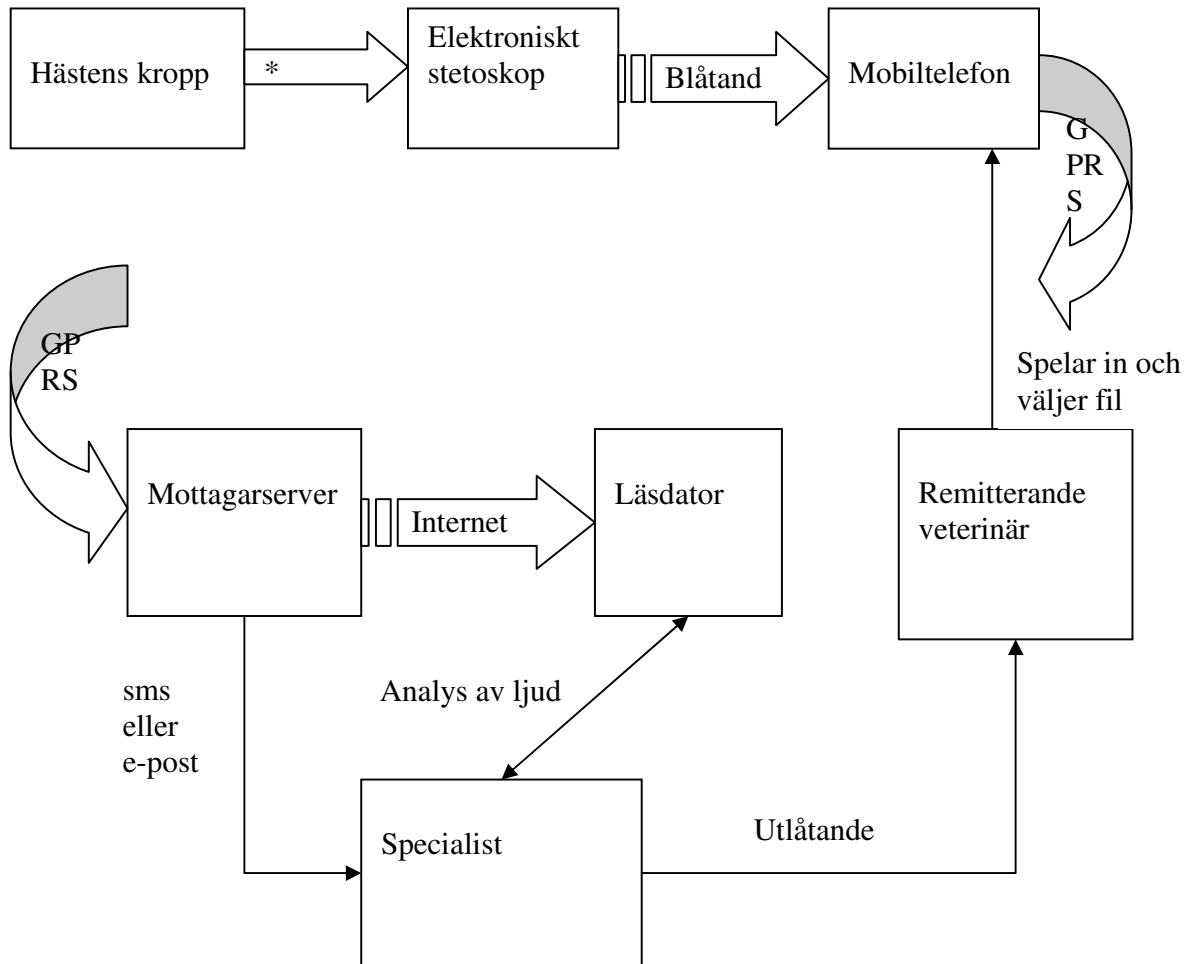 Hästens kropp
*
Elektroniskt
stetoskop
Blåtand
Mobiltelefon
G
PR
S
GP
RS
Spelar in och
väljer fil
Mottagarserver
Internet
Läsdator
Remitterande
veterinär
sms
eller
e-post
Analys av ljud
Specialist
Utlåtande